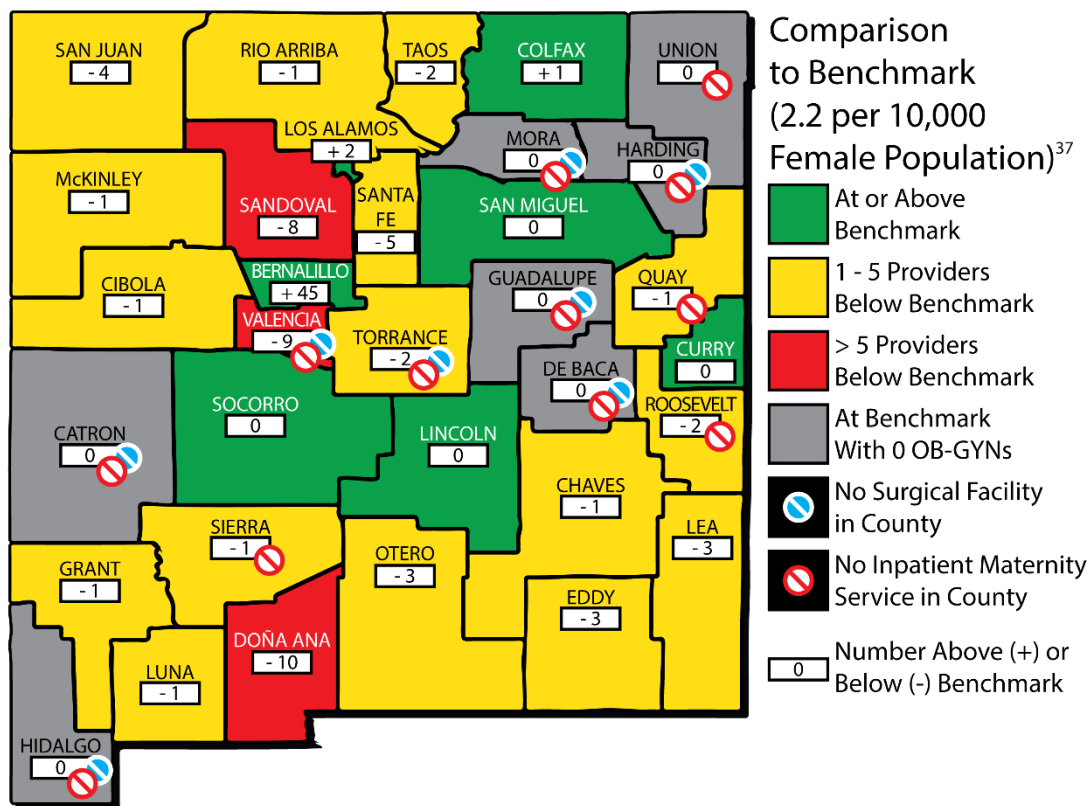 SAN JUAN
- 4
RIO ARRIBA
- 1
TAOS
- 2
COLFAX
+ 1
UNION
0
LOS ALAMOS
+ 2
MORA
0
HARDING
0
McKINLEY
- 1
SANDOVAL
- 8
SANTA
FE
- 5
SAN MIGUEL
0
CIBOLA
- 1
BERNALILLO
+ 45
GUADALUPE
0
QUAY
- 1
VALENCIA
- 9
TORRANCE
- 2
CURRY
0
DE BACA
0
ROOSEVELT
- 2
CATRON
0
SOCORRO
0
LINCOLN
0
CHAVES
- 1
SIERRA
- 1
OTERO
- 3
LEA
- 3
GRANT
- 1
EDDY
- 3
DOÑA ANA
- 10
LUNA
- 1
HIDALGO
0
Comparison
to Benchmark
(2.2 per 10,000
Female Population)37
At or Above
Benchmark
1 - 5 Providers
Below Benchmark
> 5 Providers
Below Benchmark
At Benchmark
With 0 OB-GYNs
No Surgical Facility
in County
No Inpatient Maternity
Service in County
0
Number Above (+) or
Below (-) Benchmark